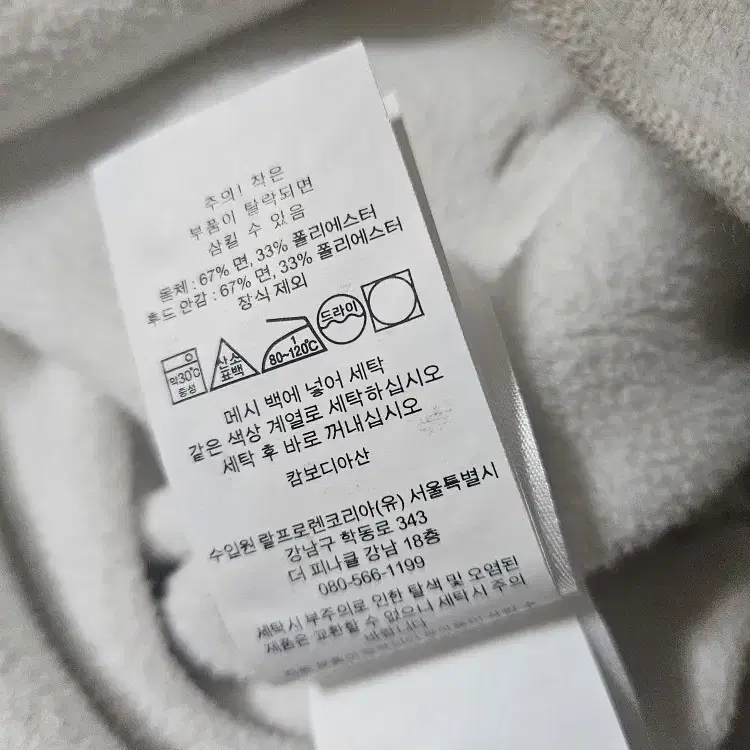 주의! 작은
부품이 탈락되면
삼킬 수 있음
몸체 : 67% 면, 33% 폴리에스터
후드 안감 : 67% 면, 33% 폴리에스터
장식 제외
약30℃
중성
산소
표백
1
80~120℃
드라이
메시 백에 넣어 세탁
같은 색상 계열로 세탁하십시오
세탁 후 바로 꺼내십시오
캄보디아산
수입원 랄프로렌코리아(유) 서울특별시
강남구 학동로 343
더 피나클 강남 18층
080-566-1199
세탁시 부주의로 인한 탈색 및 오염된
제품은 교환할 수 없으니 세탁시 주의
바랍니다